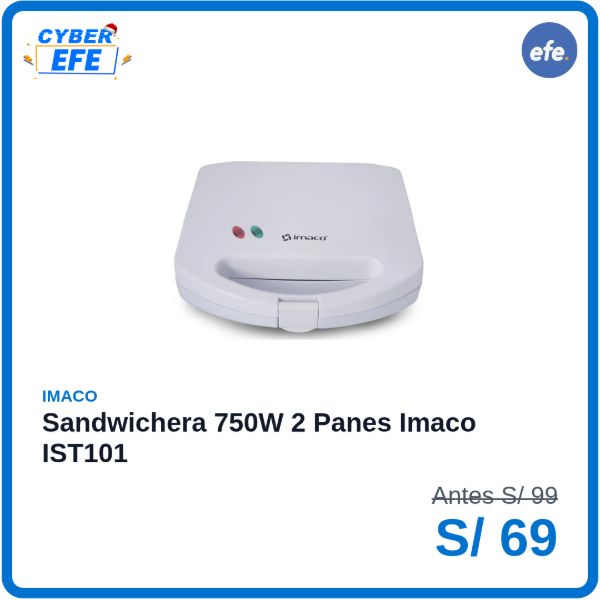 CYBER
EFE
efe.
imaco
IMACO
Sandwichera 750W 2 Panes Imaco
IST101
Antes S/ 99
S/ 69